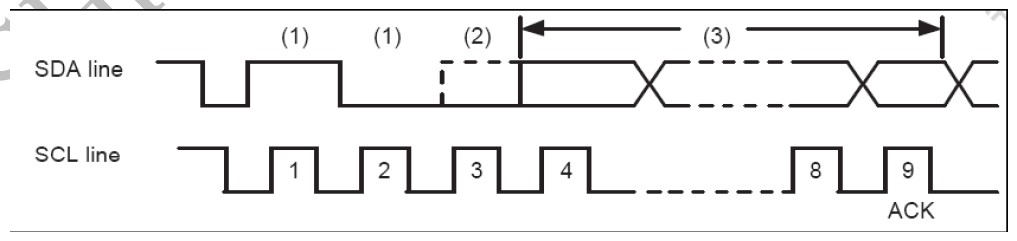 (1) (1) (2) (3)
SDA line
SCL line
1 2 3 4 8 9
ACK